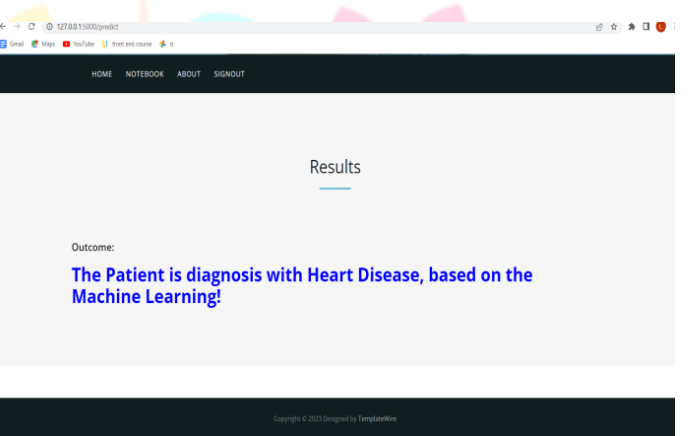 127.0.0.1:5000/predict
L
Gmail Maps YouTube front end course d
HOME NOTEBOOK ABOUT SIGNOUT
Results
Outcome:
The Patient is diagnosis with Heart Disease, based on the
Machine Learning!
Copyright © 2023 Designed by TemplateWire